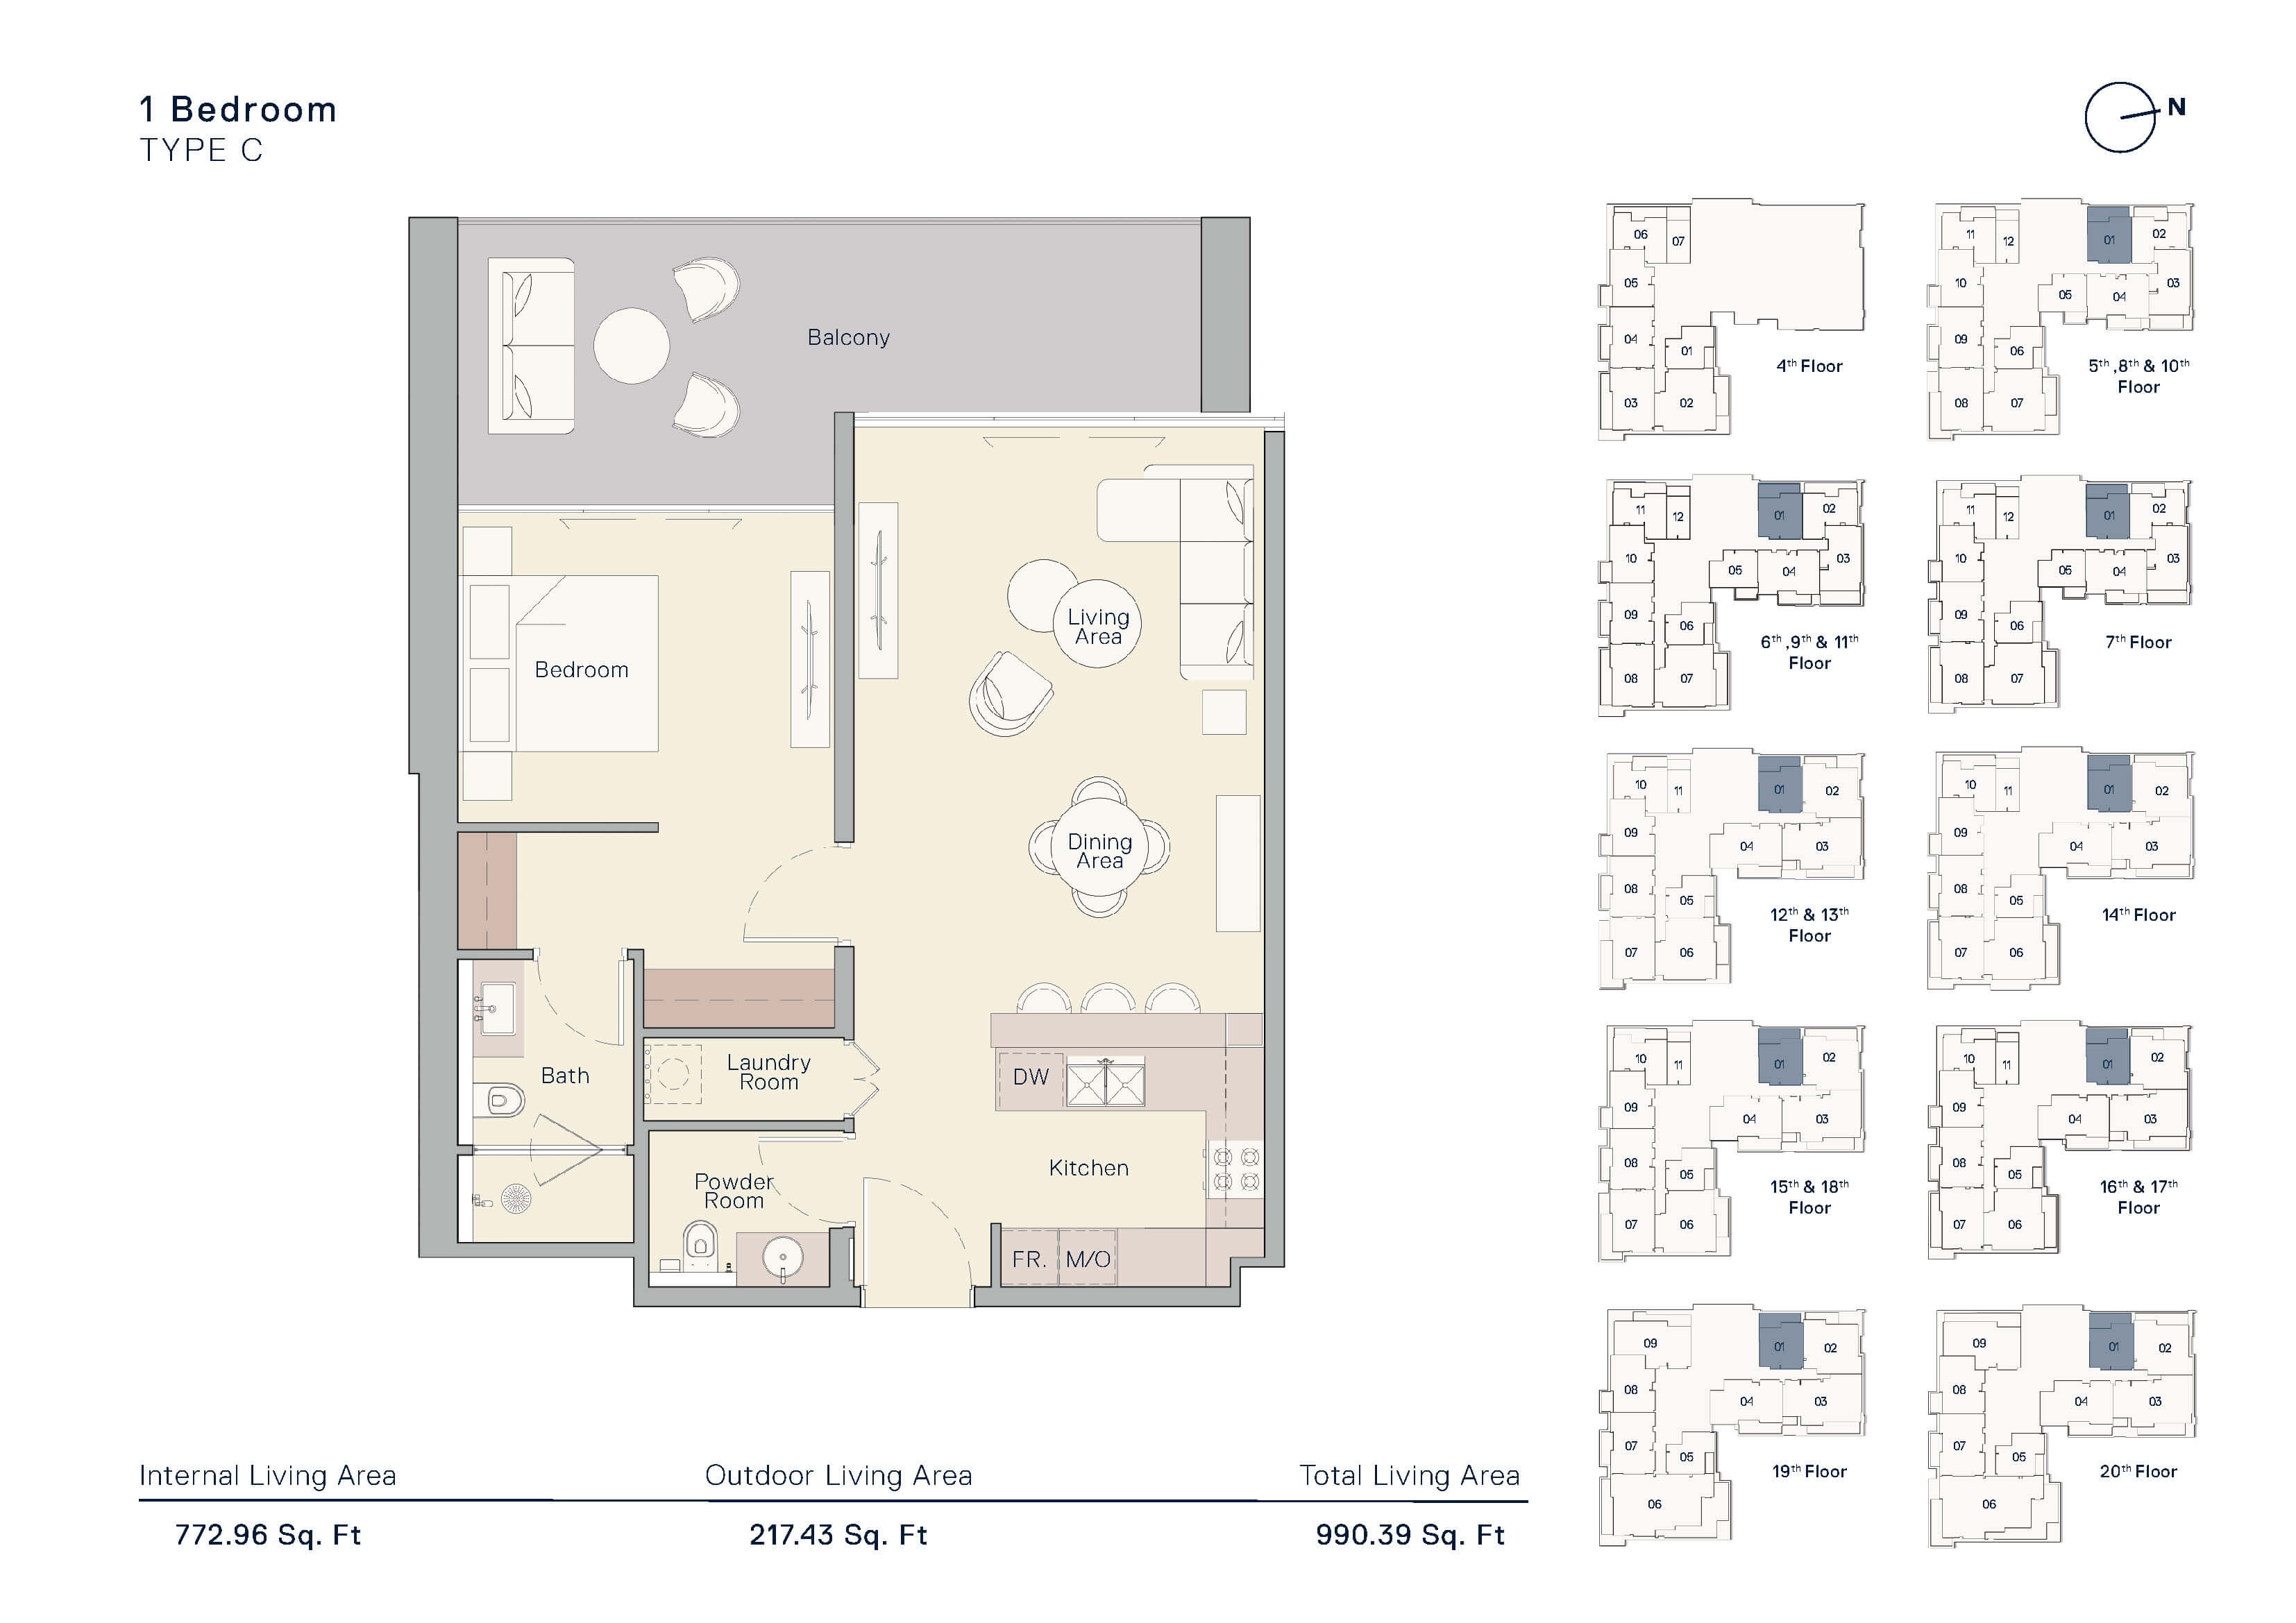 1 Bedroom
TYPE C
N
Balcony
Bedroom
Living
Area
Dining
Area
Bath
Laundry
Room
DW
Powder
Room
Kitchen
FR.
M/O
Internal Living Area
Outdoor Living Area
Total Living Area
772.96 Sq. Ft
217.43 Sq. Ft
990.39 Sq. Ft
06
07
05
04
01
03
02
4th Floor
11
12
01
02
10
05
04
03
09
06
08
07
5th ,8th & 10th
Floor
11
12
01
02
10
05
04
03
09
06
08
07
6th ,9th & 11th
Floor
11
12
01
02
10
05
04
03
09
06
08
07
7th Floor
10
11
01
02
09
04
03
08
05
07
06
12th & 13th
Floor
10
11
01
02
09
04
03
08
05
07
06
14th Floor
10
11
01
02
09
04
03
08
05
07
06
15th & 18th
Floor
10
11
01
02
09
04
03
08
05
07
06
16th & 17th
Floor
09
01
02
08
04
03
07
05
06
19th Floor
09
01
02
08
04
03
07
05
06
20th Floor